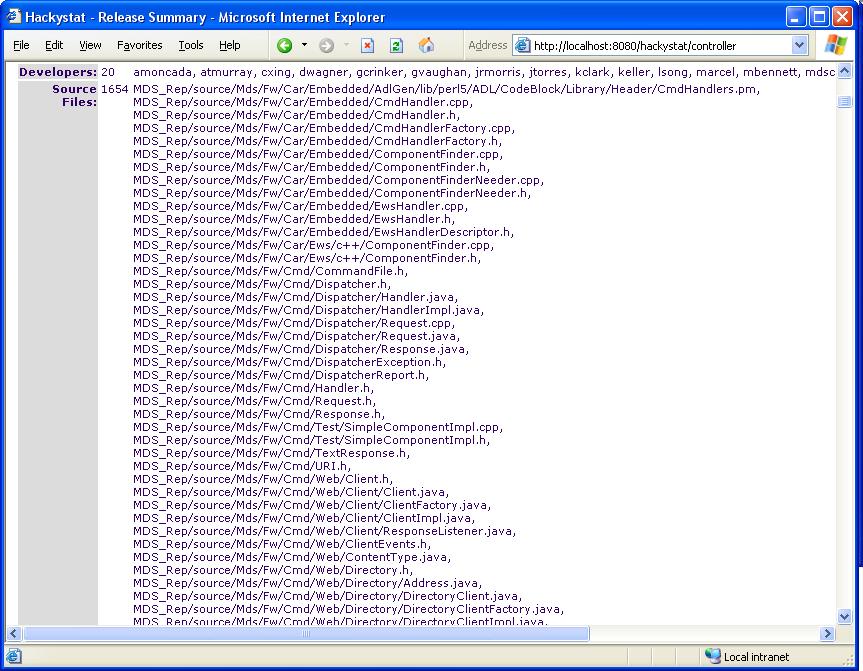 Hackystat - Release Summary - Microsoft Internet Explorer
File Edit View Favorites Tools Help Address http://localhost:8080/hackystat/controller
Developers: 20 amoncada, atmurray, cxing, dwagner, gcrinker, gvaughan, jrmorris, jtorres, kclark, keller, lsong, marcel, mbennett, mdsc
Source 1654 MDS_Rep/source/Mds/Fw/Car/Embedded/AdlGen/lib/perl5/ADL/CodeBlock/Library/Header/CmdHandlers.pm,
Files: MDS_Rep/source/Mds/Fw/Car/Embedded/CmdHandler.cpp,
MDS_Rep/source/Mds/Fw/Car/Embedded/CmdHandler.h,
MDS_Rep/source/Mds/Fw/Car/Embedded/CmdHandlerFactory.cpp,
MDS_Rep/source/Mds/Fw/Car/Embedded/CmdHandlerFactory.h,
MDS_Rep/source/Mds/Fw/Car/Embedded/ComponentFinder.cpp,
MDS_Rep/source/Mds/Fw/Car/Embedded/ComponentFinder.h,
MDS_Rep/source/Mds/Fw/Car/Embedded/ComponentFinderNeeder.cpp,
MDS_Rep/source/Mds/Fw/Car/Embedded/ComponentFinderNeeder.h,
MDS_Rep/source/Mds/Fw/Car/Embedded/EwsHandler.cpp,
MDS_Rep/source/Mds/Fw/Car/Embedded/EwsHandler.h,
MDS_Rep/source/Mds/Fw/Car/Embedded/EwsHandlerDescriptor.h,
MDS_Rep/source/Mds/Fw/Car/Ews/c++/ComponentFinder.cpp,
MDS_Rep/source/Mds/Fw/Car/Ews/c++/ComponentFinder.h,
MDS_Rep/source/Mds/Fw/Cmd/CommandFile.h,
MDS_Rep/source/Mds/Fw/Cmd/Dispatcher.h,
MDS_Rep/source/Mds/Fw/Cmd/Dispatcher/Handler.java,
MDS_Rep/source/Mds/Fw/Cmd/Dispatcher/HandlerImpl.java,
MDS_Rep/source/Mds/Fw/Cmd/Dispatcher/Request.cpp,
MDS_Rep/source/Mds/Fw/Cmd/Dispatcher/Request.java,
MDS_Rep/source/Mds/Fw/Cmd/Dispatcher/Response.java,
MDS_Rep/source/Mds/Fw/Cmd/DispatcherException.h,
MDS_Rep/source/Mds/Fw/Cmd/DispatcherReport.h,
MDS_Rep/source/Mds/Fw/Cmd/Handler.h,
MDS_Rep/source/Mds/Fw/Cmd/Request.h,
MDS_Rep/source/Mds/Fw/Cmd/Response.h,
MDS_Rep/source/Mds/Fw/Cmd/Test/SimpleComponentImpl.cpp,
MDS_Rep/source/Mds/Fw/Cmd/Test/SimpleComponentImpl.h,
MDS_Rep/source/Mds/Fw/Cmd/TextResponse.h,
MDS_Rep/source/Mds/Fw/Cmd/URI.h,
MDS_Rep/source/Mds/Fw/Cmd/Web/Client.h,
MDS_Rep/source/Mds/Fw/Cmd/Web/Client/Client.java,
MDS_Rep/source/Mds/Fw/Cmd/Web/Client/ClientFactory.java,
MDS_Rep/source/Mds/Fw/Cmd/Web/Client/ClientImpl.java,
MDS_Rep/source/Mds/Fw/Cmd/Web/Client/ResponseListener.java,
MDS_Rep/source/Mds/Fw/Cmd/Web/ClientEvents.h,
MDS_Rep/source/Mds/Fw/Cmd/Web/ContentType.java,
MDS_Rep/source/Mds/Fw/Cmd/Web/Directory.h,
MDS_Rep/source/Mds/Fw/Cmd/Web/Directory/Address.java,
MDS_Rep/source/Mds/Fw/Cmd/Web/Directory/DirectoryClient.java,
MDS_Rep/source/Mds/Fw/Cmd/Web/Directory/DirectoryClientFactory.java,
MDS_Rep/source/Mds/Fw/Cmd/Web/Directory/DirectoryClientImpl.java,
Local intranet